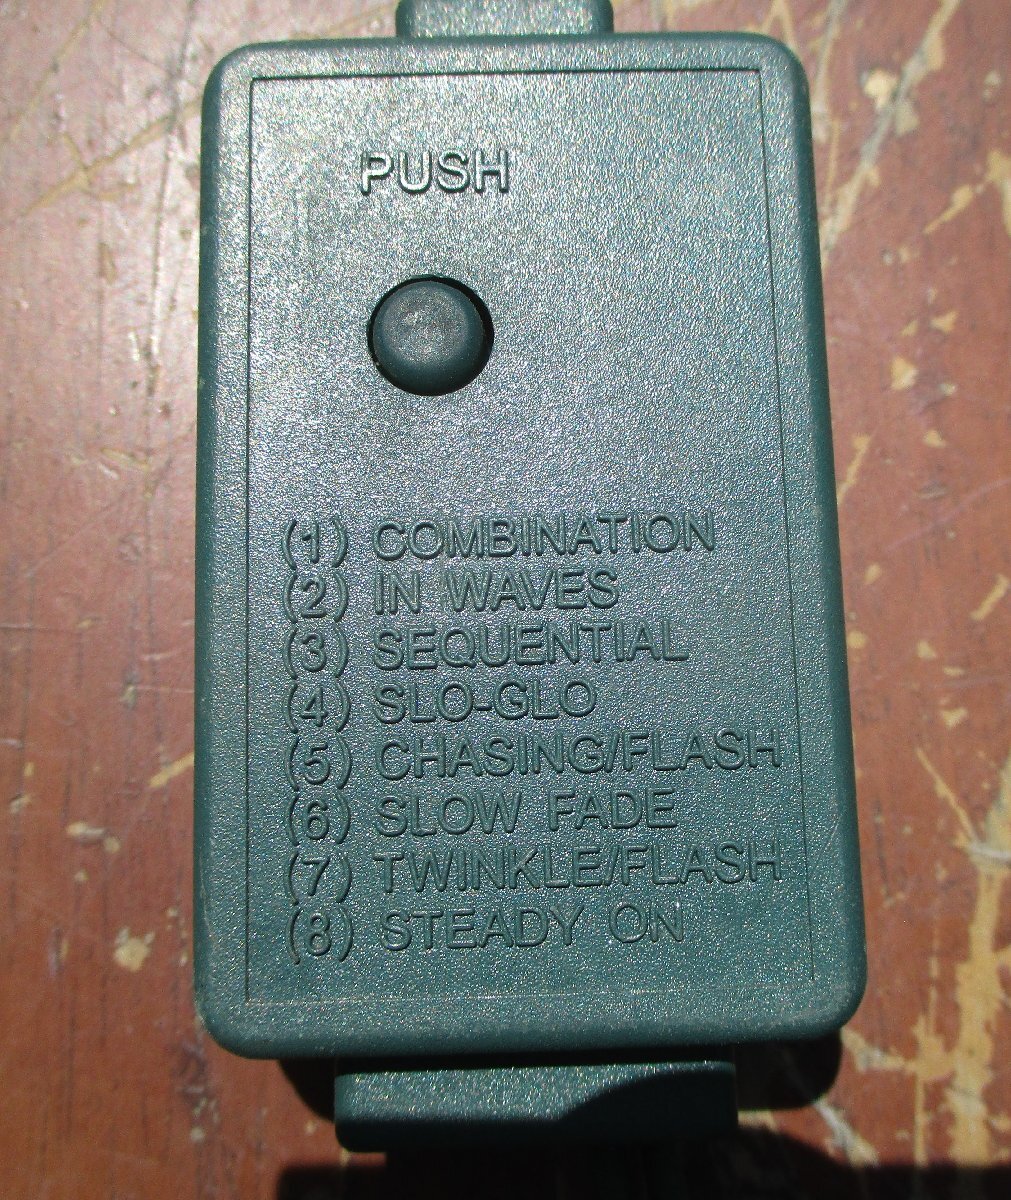 PUSH
(1) COMBINATION
(2) IN WAVES
(3) SEQUENTIAL
(4) SLO-GLO
(5) CHASING/FLASH
(6) SLOW FADE
(7) TWINKLE/FLASH
(8) STEADY ON